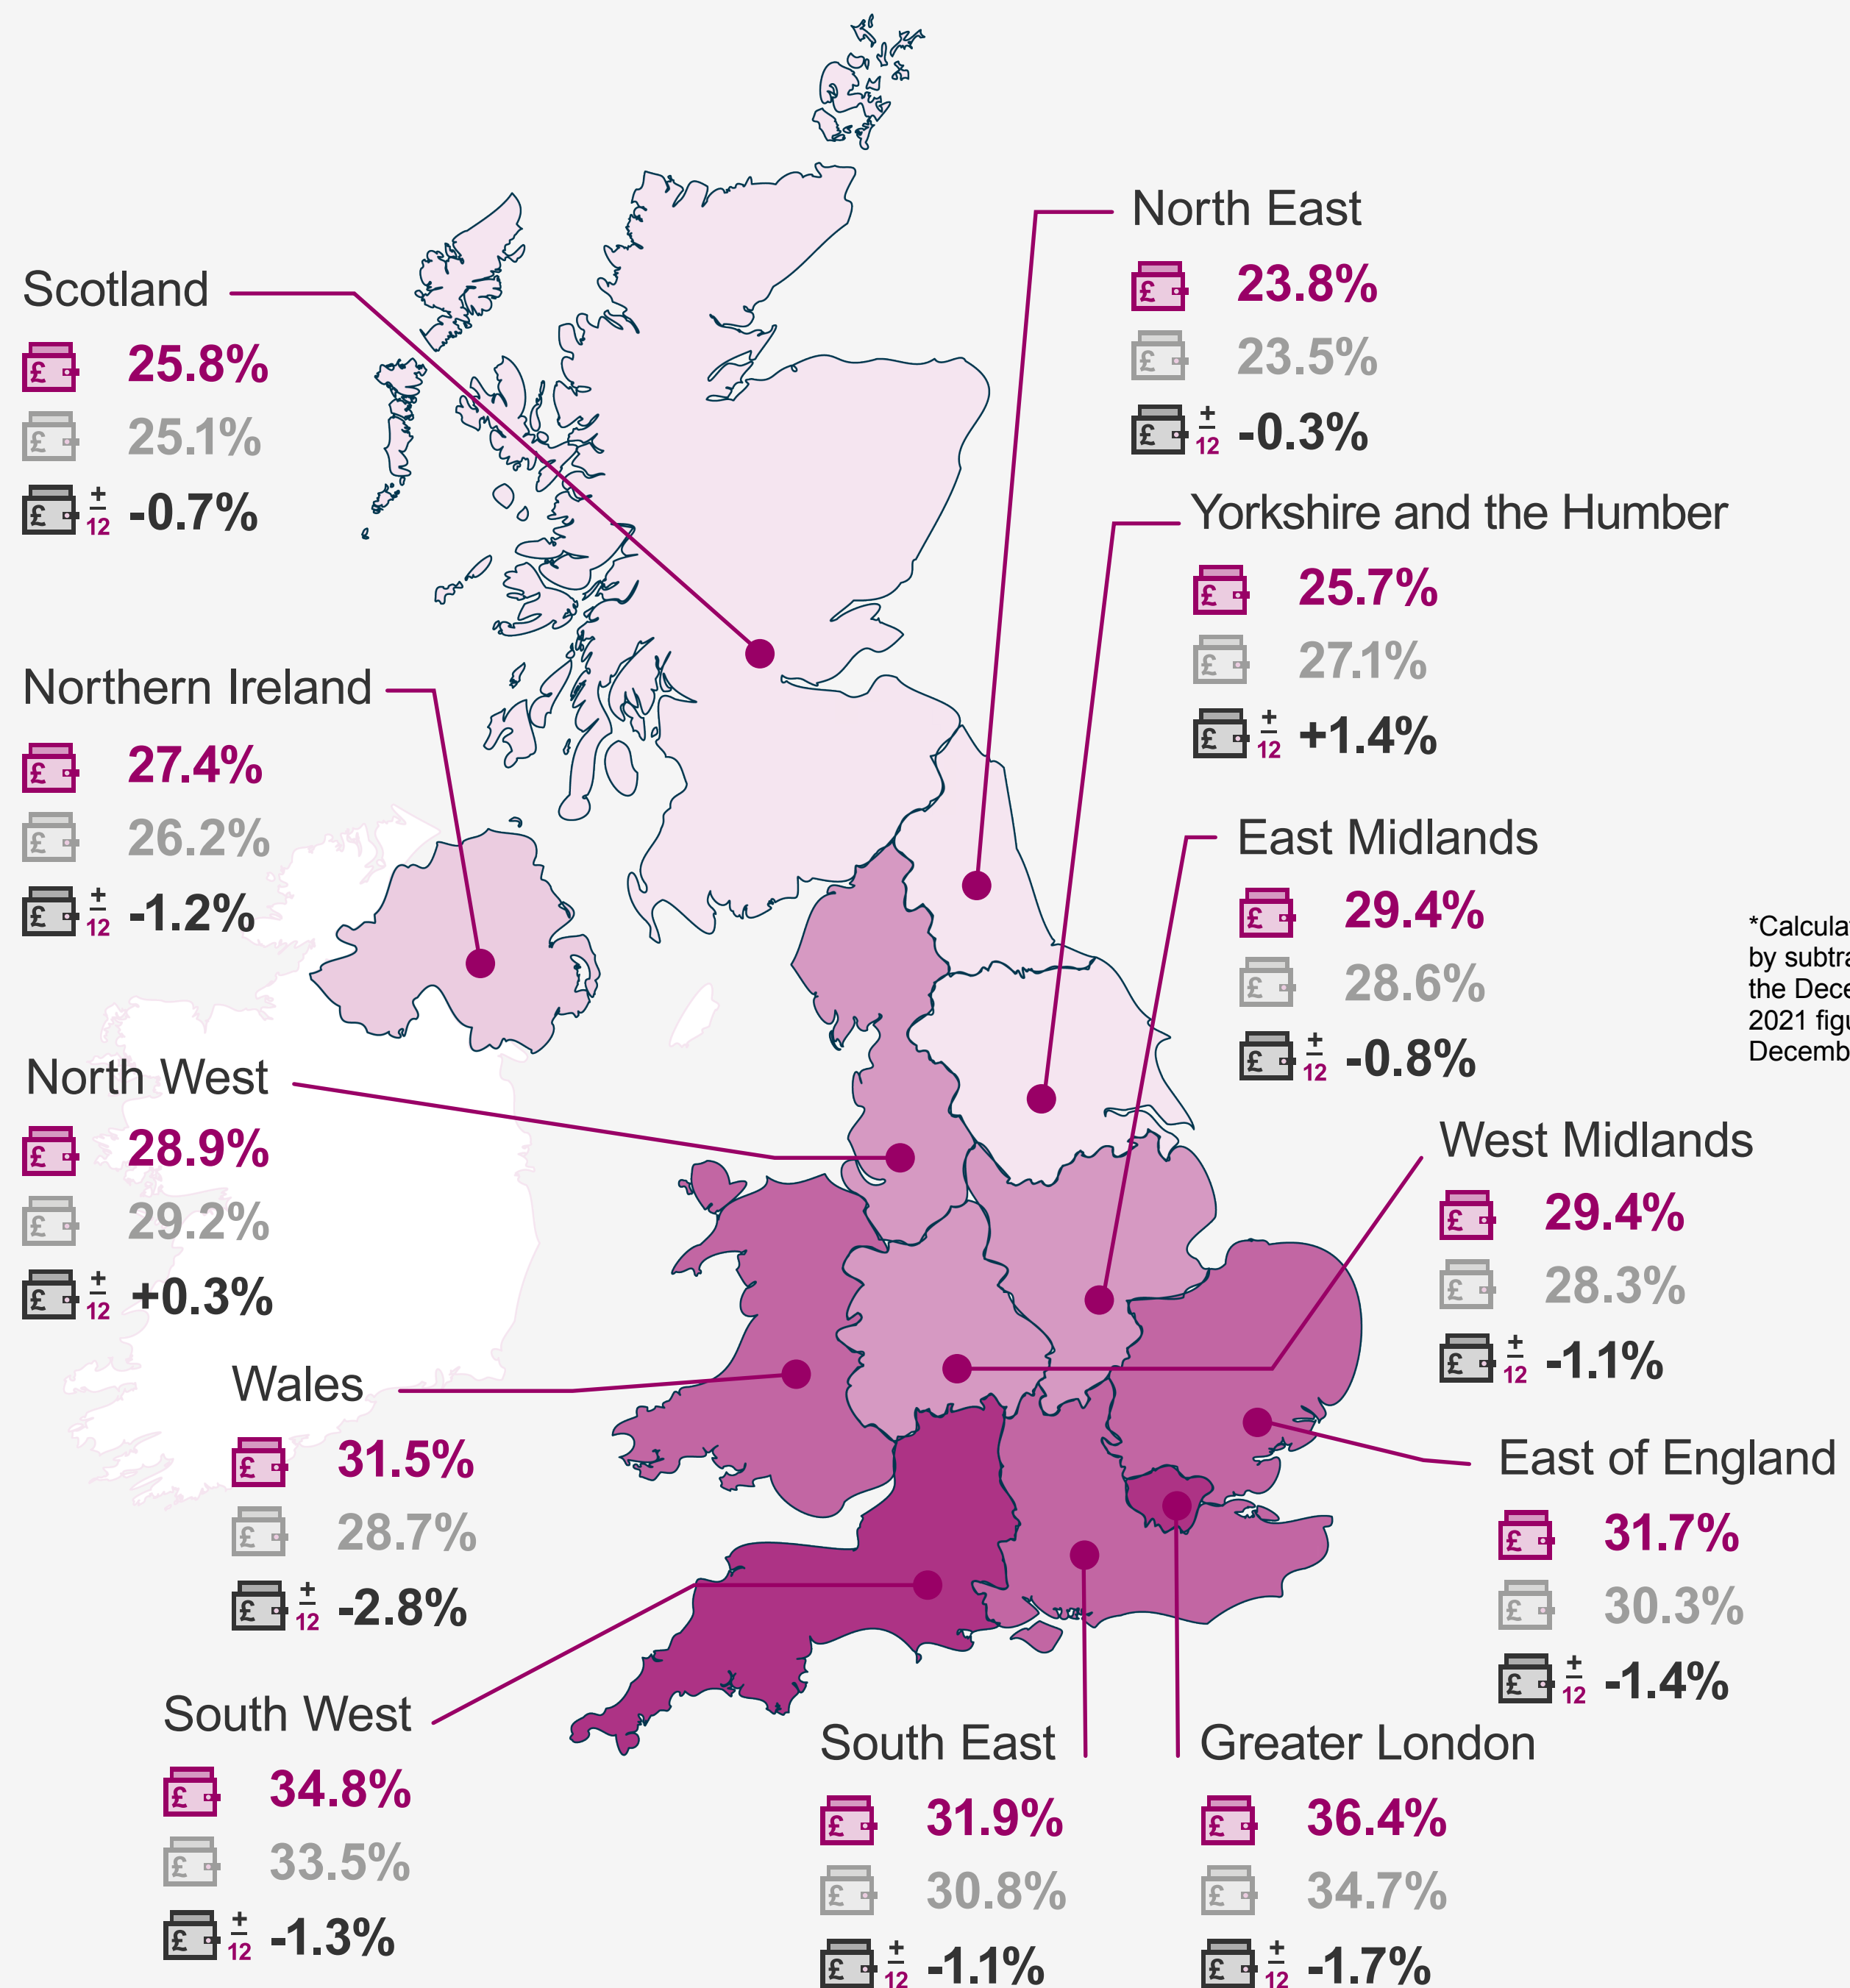 North East
23.8%
23.5%
± 12 -0.3%
Scotland
25.8%
25.1%
± 12 -0.7%
Yorkshire and the Humber
25.7%
27.1%
± 12 +1.4%
Northern Ireland
27.4%
26.2%
± 12 -1.2%
East Midlands
29.4%
28.6%
± 12 -0.8%
*Calculat
by subtra
the Dece
2021 figu
Decemb
North West
28.9%
29.2%
± 12 +0.3%
West Midlands
29.4%
28.3%
± 12 -1.1%
Wales
31.5%
28.7%
± 12 -2.8%
East of England
31.7%
30.3%
± 12 -1.4%
South West
34.8%
33.5%
± 12 -1.3%
South East
31.9%
30.8%
± 12 -1.1%
Greater London
36.4%
34.7%
± 12 -1.7%